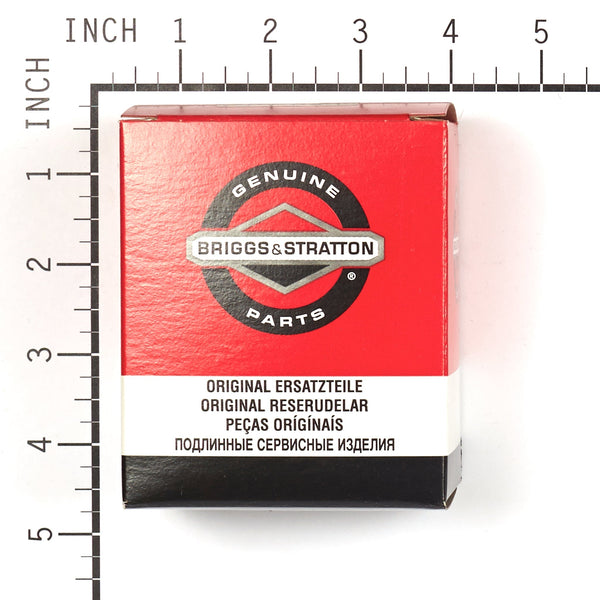 INCH 1 2 3 4 5
INCH
1
2
3
4
5
GENUINE
BRIGGS & STRATTON
®
PARTS
ORIGINAL ERSATZTEILE
ORIGINAL RESERUDELAR
PEÇAS ORÍGÍNAÍS
ПОДЛИННЫЕ СЕРВИСНЫЕ ИЗДЕЛИЯ